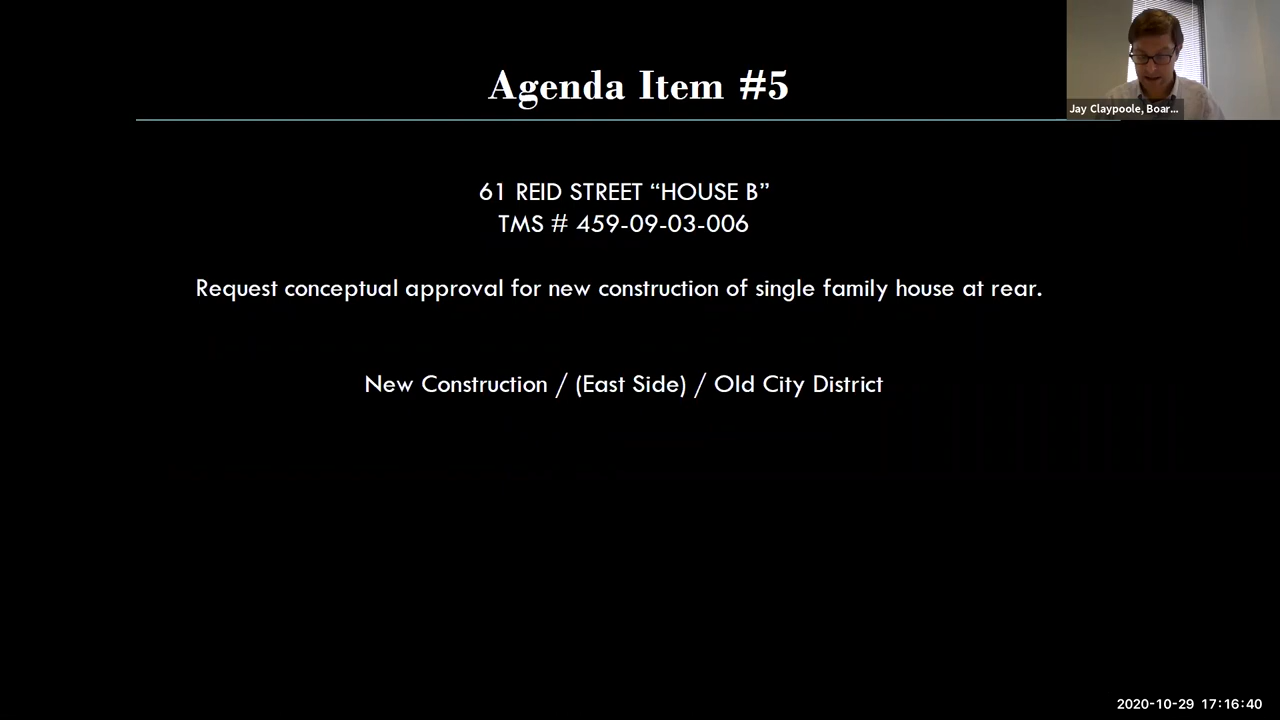 Agenda Item #5
Jay Claypoole, Boar...
61 REID STREET “HOUSE B”
TMS # 459-09-03-006
Request conceptual approval for new construction of single family house at rear.
New Construction / (East Side) / Old City District
2020-10-29 17:16:40